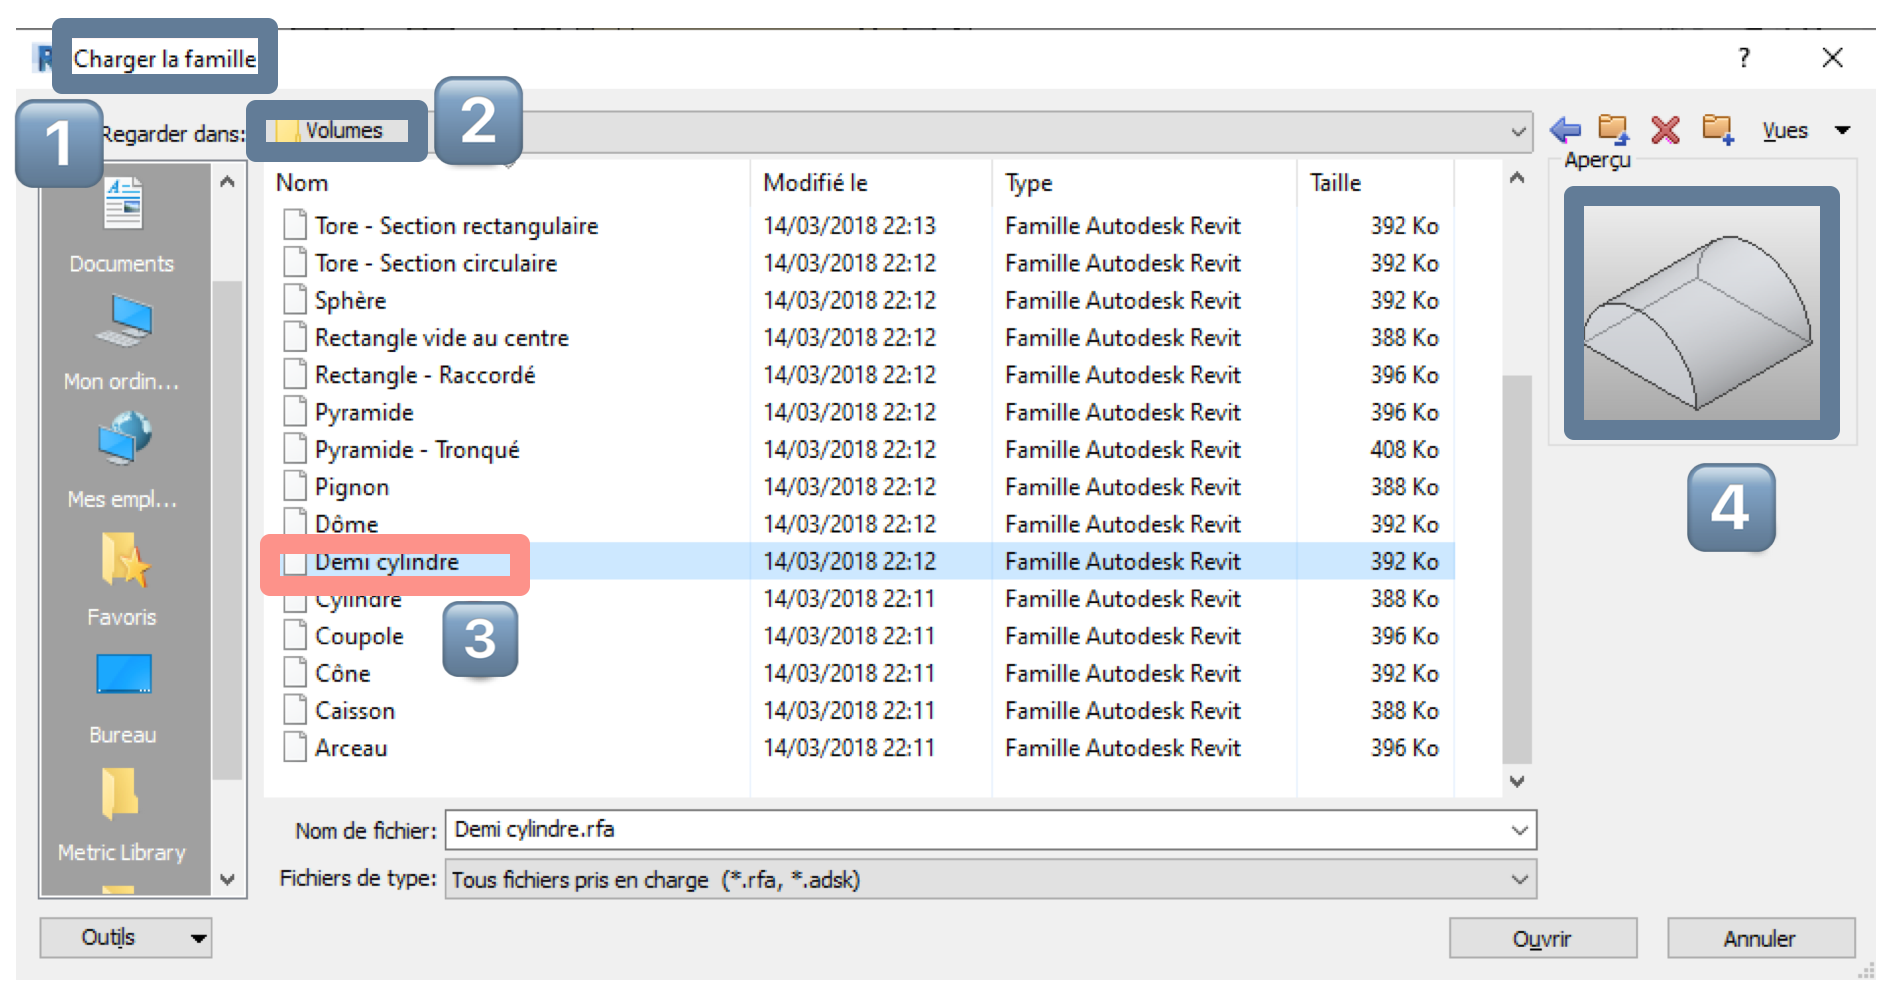 R Charger la famille ?
1 Regarder dans: Volumes 2 Vues
Aperçu
Nom Modifié le Type Taille
Tore - Section rectangulaire 14/03/2018 22:13 Famille Autodesk Revit 392 Ko
Tore - Section circulaire 14/03/2018 22:12 Famille Autodesk Revit 392 Ko
Sphère 14/03/2018 22:12 Famille Autodesk Revit 392 Ko
Rectangle vide au centre 14/03/2018 22:12 Famille Autodesk Revit 388 Ko
Rectangle - Raccordé 14/03/2018 22:12 Famille Autodesk Revit 396 Ko
Pyramide 14/03/2018 22:12 Famille Autodesk Revit 396 Ko
Pyramide - Tronqué 14/03/2018 22:12 Famille Autodesk Revit 408 Ko
Pignon 14/03/2018 22:12 Famille Autodesk Revit 388 Ko
Dôme 14/03/2018 22:12 Famille Autodesk Revit 392 Ko
Demi cylindre 14/03/2018 22:12 Famille Autodesk Revit 392 Ko
Cylindre 14/03/2018 22:11 Famille Autodesk Revit 388 Ko
Coupole 14/03/2018 22:11 Famille Autodesk Revit 396 Ko
Cône 14/03/2018 22:11 Famille Autodesk Revit 392 Ko
Caisson 14/03/2018 22:11 Famille Autodesk Revit 388 Ko
Arceau 14/03/2018 22:11 Famille Autodesk Revit 396 Ko
3
4
Documents
Mon ordin...
Mes empl...
Favoris
Bureau
Metric Library
Nom de fichier: Demi cylindre.rfa
Fichiers de type: Tous fichiers pris en charge (*.rfa, *.adsk)
Outils Ouvrir Annuler